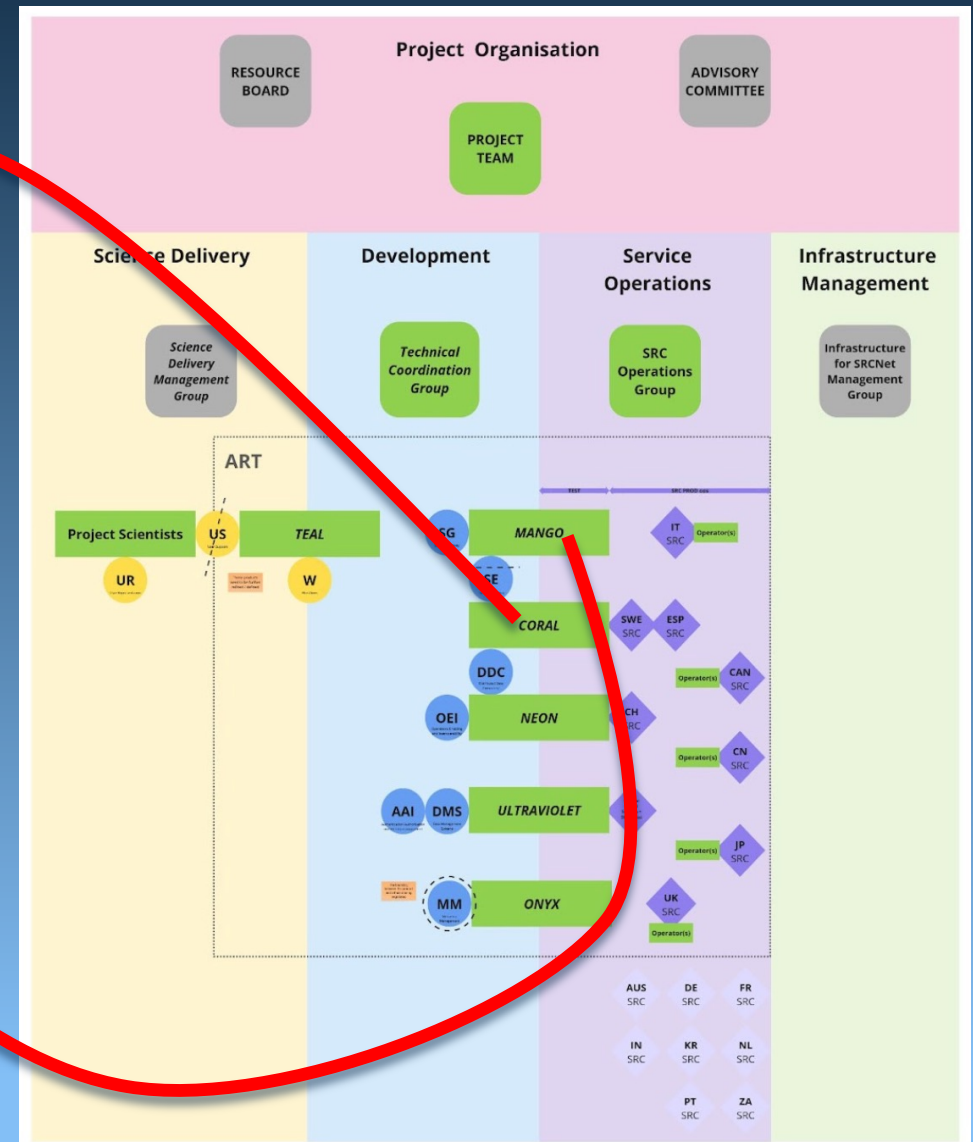 Project Organisation
RESOURCE
BOARD
ADVISORY
COMMITTEE
PROJECT
TEAM
Science Delivery
Development
Service
Operations
Infrastructure
Management
Science
Delivery
Management
Group
Technical
Coordination
Group
SRC
Operations
Group
Infrastructure
for SRCNet
Management
Group
ART
Project Scientists
US
TEAL
SG
MANGO
IT
SRC
Operator(s)
UR
W
SE
CORAL
SWE
SRC
ESP
SRC
DDC
CAN
SRC
Operator(s)
OEI
NEON
CH
SRC
CN
SRC
Operator(s)
AAI
DMS
ULTRAVIOLET
JP
SRC
Operator(s)
MM
ONYX
UK
SRC
Operator(s)
AUS
SRC
DE
SRC
FR
SRC
IN
SRC
KR
SRC
NL
SRC
PT
SRC
ZA
SRC